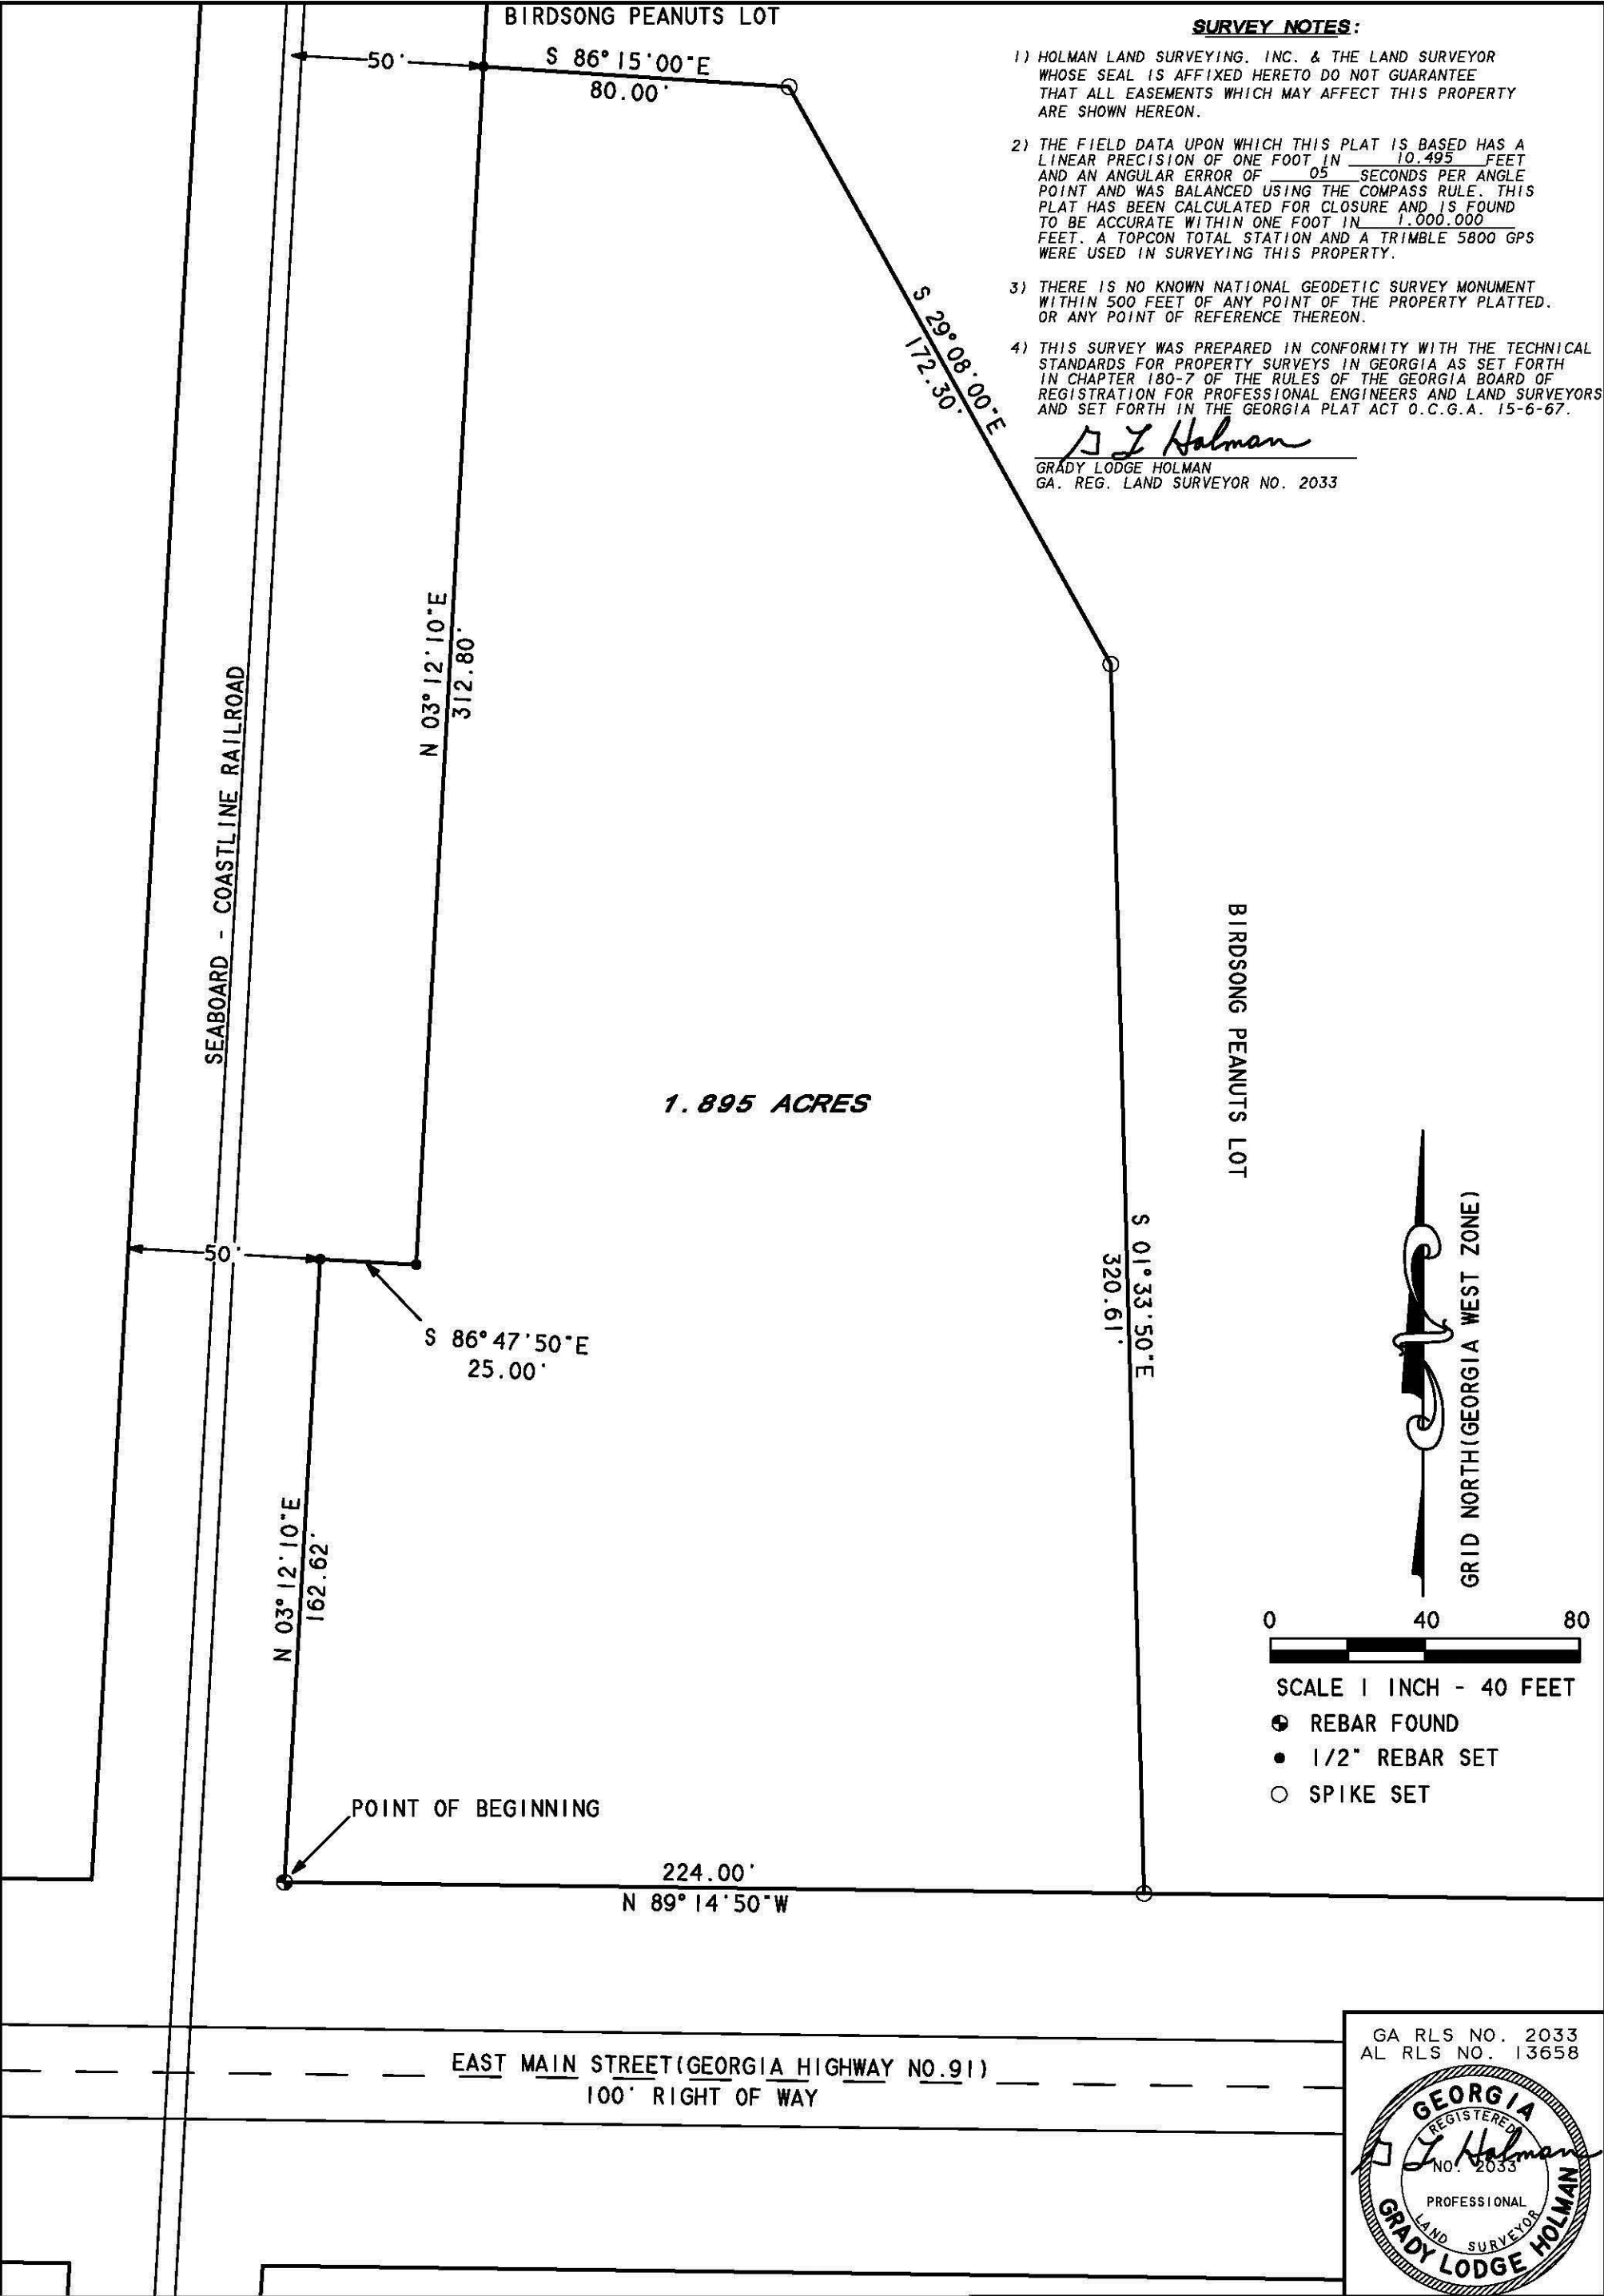 BIRDSONG PEANUTS LOT
50'
S 86°15'00"E
80.00'
SURVEY NOTES:
1) HOLMAN LAND SURVEYING, INC. & THE LAND SURVEYOR
WHOSE SEAL IS AFFIXED HERETO DO NOT GUARANTEE
THAT ALL EASEMENTS WHICH MAY AFFECT THIS PROPERTY
ARE SHOWN HEREON.
2) THE FIELD DATA UPON WHICH THIS PLAT IS BASED HAS A
LINEAR PRECISION OF ONE FOOT IN 10.495 FEET
AND AN ANGULAR ERROR OF 05 SECONDS PER ANGLE
POINT AND WAS BALANCED USING THE COMPASS RULE. THIS
PLAT HAS BEEN CALCULATED FOR CLOSURE AND IS FOUND
TO BE ACCURATE WITHIN ONE FOOT IN 1.000.000
FEET. A TOPCON TOTAL STATION AND A TRIMBLE 5800 GPS
WERE USED IN SURVEYING THIS PROPERTY.
3) THERE IS NO KNOWN NATIONAL GEODETIC SURVEY MONUMENT
WITHIN 500 FEET OF ANY POINT OF THE PROPERTY PLATTED.
OR ANY POINT OF REFERENCE THEREON.
4) THIS SURVEY WAS PREPARED IN CONFORMITY WITH THE TECHNICAL
STANDARDS FOR PROPERTY SURVEYS IN GEORGIA AS SET FORTH
IN CHAPTER 180-7 OF THE RULES OF THE GEORGIA BOARD OF
REGISTRATION FOR PROFESSIONAL ENGINEERS AND LAND SURVEYORS
AND SET FORTH IN THE GEORGIA PLAT ACT O.C.G.A. 15-6-67.
G L Holman
GRADY LODGE HOLMAN
GA. REG. LAND SURVEYOR NO. 2033
S 29°08'00"E
172.30'
N 03°12'10"E
312.80'
SEABOARD - COASTLINE RAILROAD
BIRDSONG PEANUTS LOT
1.895 ACRES
50'
S 86°47'50"E
25.00'
S 01°33'50"E
320.61'
GRID NORTH(GEORGIA WEST ZONE)
N 03°12'10"E
162.62'
0 40 80
SCALE 1 INCH - 40 FEET
REBAR FOUND
1/2" REBAR SET
SPIKE SET
POINT OF BEGINNING
224.00'
N 89°14'50"W
EAST MAIN STREET(GEORGIA HIGHWAY NO.91)
100' RIGHT OF WAY
GA RLS NO. 2033
AL RLS NO. 13658
GEORGIA
REGISTERED
G L Holman
NO. 2033
PROFESSIONAL
LAND SURVEYOR
GRADY LODGE HOLMAN